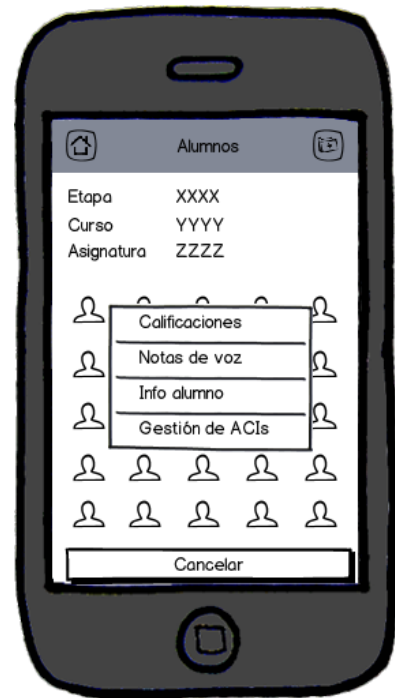 Alumnos
Etapa XXXX
Curso YYYY
Asignatura ZZZZ
Calificaciones
Notas de voz
Info alumno
Gestión de ACIs
Cancelar